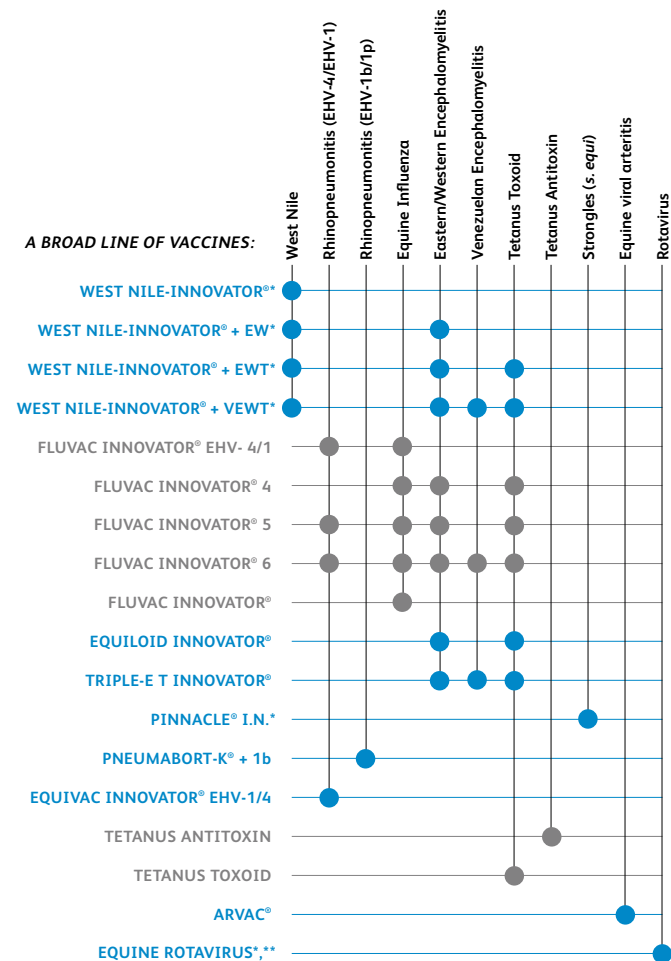 West Nile
Rhinopneumonitis (EHV-4/EHV-1)
Rhinopneumonitis (EHV-1b/1p)
Equine Influenza
Eastern/Western Encephalomyelitis
Venezuelan Encephalomyelitis
Tetanus Toxoid
Tetanus Antitoxin
Strongles (s. equi)
Equine viral arteritis
Rotavirus
A BROAD LINE OF VACCINES:
WEST NILE-INNOVATOR®*
WEST NILE-INNOVATOR® + EW*
WEST NILE-INNOVATOR® + EWT*
WEST NILE-INNOVATOR® + VEWT*
FLUVAC INNOVATOR® EHV- 4/1
FLUVAC INNOVATOR® 4
FLUVAC INNOVATOR® 5
FLUVAC INNOVATOR® 6
FLUVAC INNOVATOR®
EQUILOID INNOVATOR®
TRIPLE-E T INNOVATOR®
PINNACLE® I.N.*
PNEUMABORT-K® + 1b
EQUIVAC INNOVATOR® EHV-1/4
TETANUS ANTITOXIN
TETANUS TOXOID
ARVAC®
EQUINE ROTAVIRUS*,**